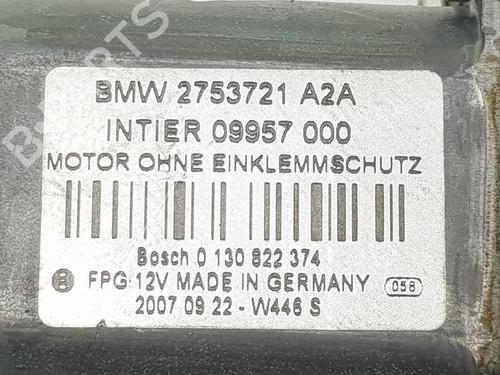 BMW 2753721 A2A
INTIER 09957 000
MOTOR OHNE EINKLEMMSCHUTZ
Bosch 0 130 822 374
FPG 12V MADE IN GERMANY
058
2007 09 22 - W446 S